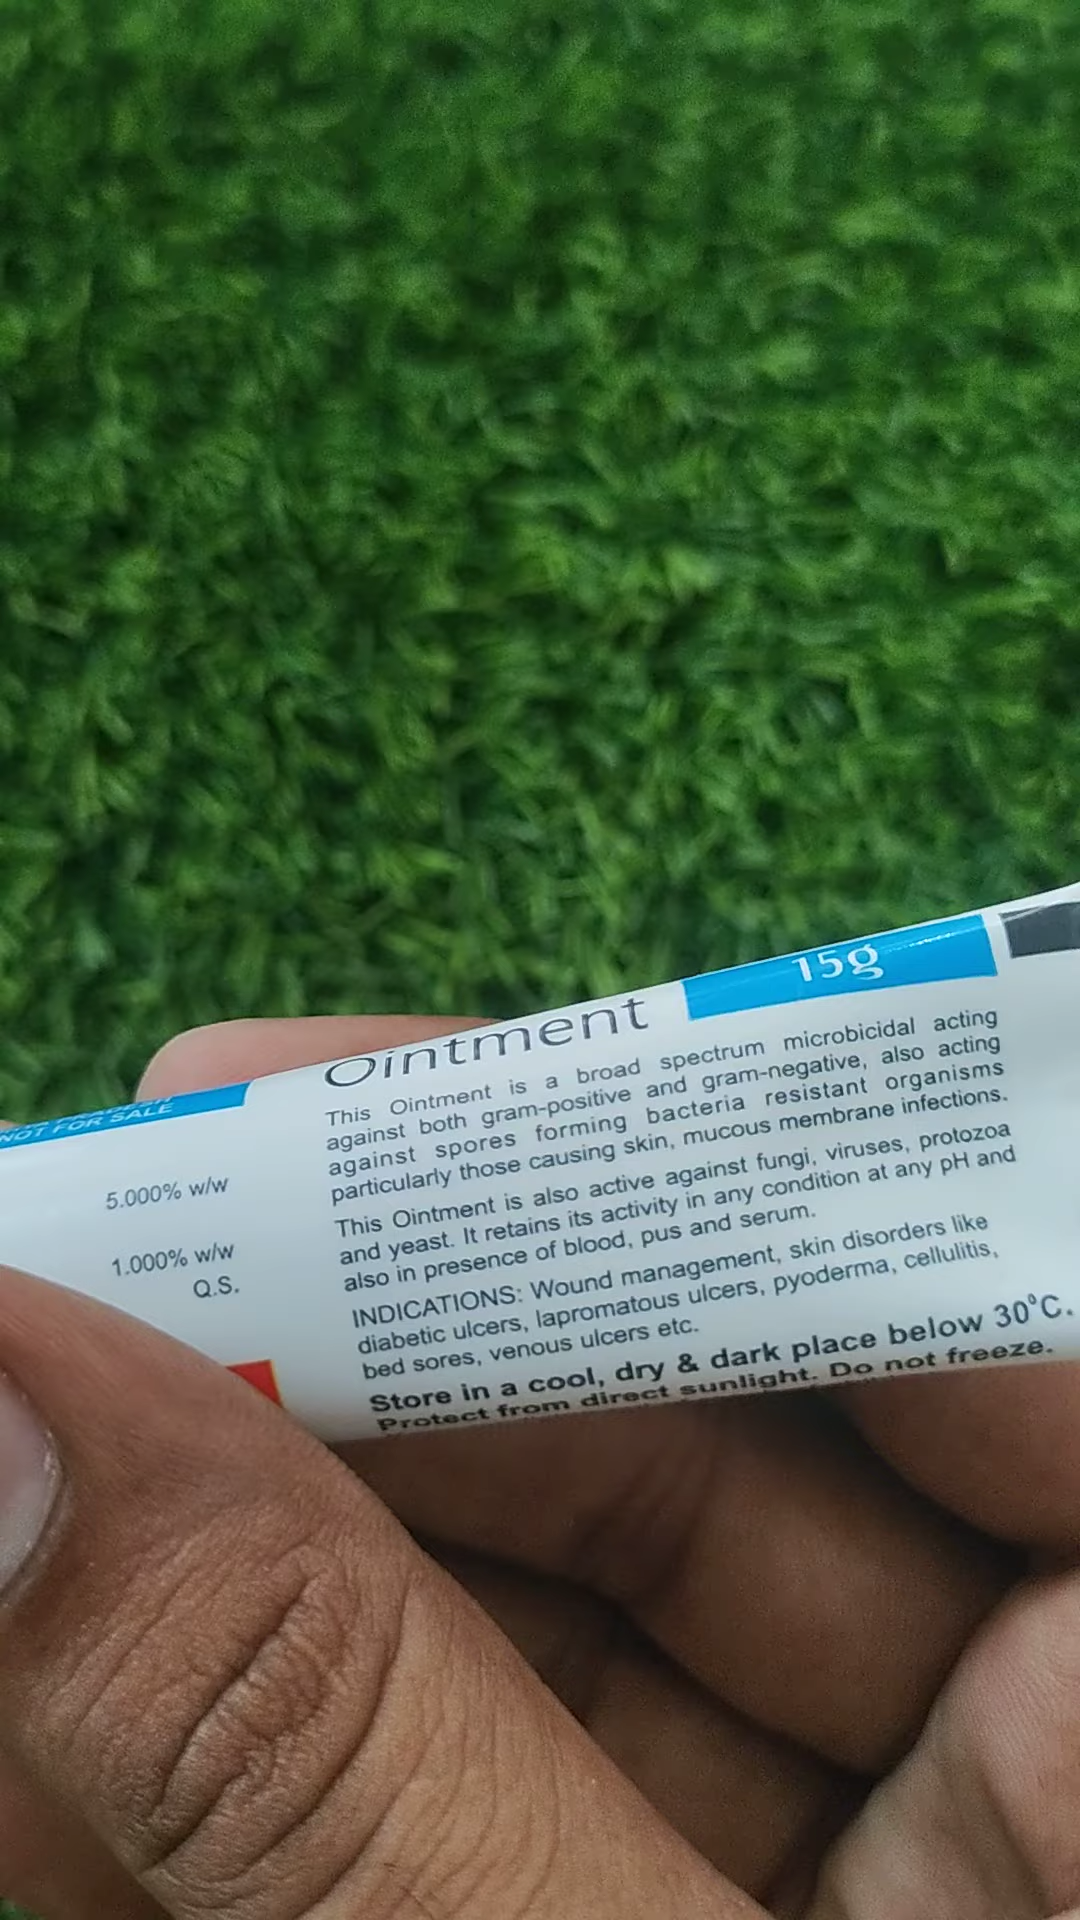 NOT FOR SALE
5.000% w/w
1.000% w/w
Q.S.
Ointment
15g
This Ointment is a broad spectrum microbicidal acting
against both gram-positive and gram-negative, also acting
against spores forming bacteria resistant organisms
particularly those causing skin, mucous membrane infections.
This Ointment is also active against fungi, viruses, protozoa
and yeast. It retains its activity in any condition at any pH and
also in presence of blood, pus and serum.
INDICATIONS: Wound management, skin disorders like
diabetic ulcers, lapromatous ulcers, pyoderma, cellulitis,
bed sores, venous ulcers etc.
Store in a cool, dry & dark place below 30°C.
Protect from direct sunlight. Do not freeze.